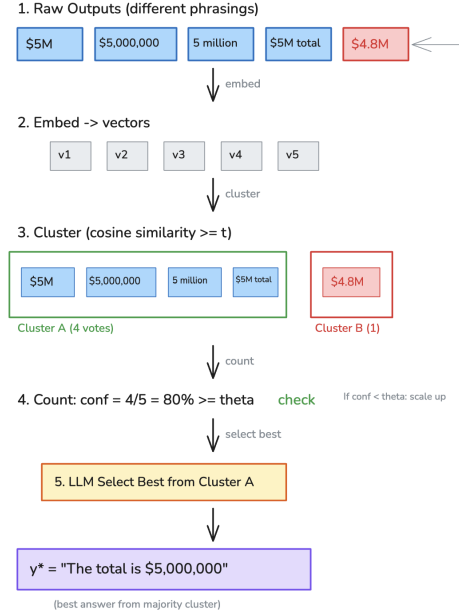 1. Raw Outputs (different phrasings)
$5M $5,000,000 5 million $5M total $4.8M
embed
2. Embed -> vectors
v1 v2 v3 v4 v5
cluster
3. Cluster (cosine similarity >= t)
$5M $5,000,000 5 million $5M total $4.8M
Cluster A (4 votes) Cluster B (1)
count
4. Count: conf = 4/5 = 80% >= theta check If conf < theta: scale up
select best
5. LLM Select Best from Cluster A
y* = "The total is $5,000,000"
(best answer from majority cluster)